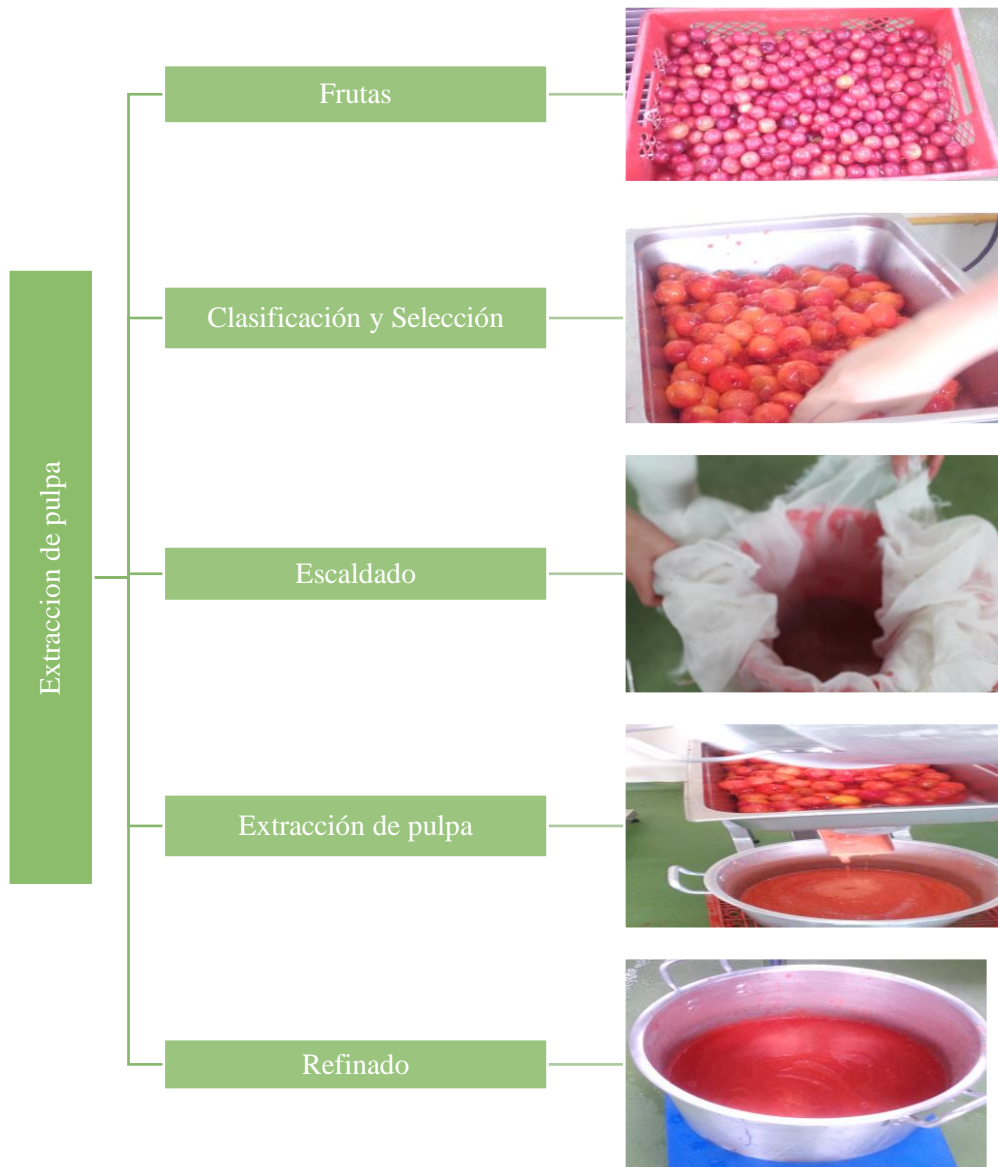 Extraccion de pulpa
Frutas
Clasificación y Selección
Escaldado
Extracción de pulpa
Refinado